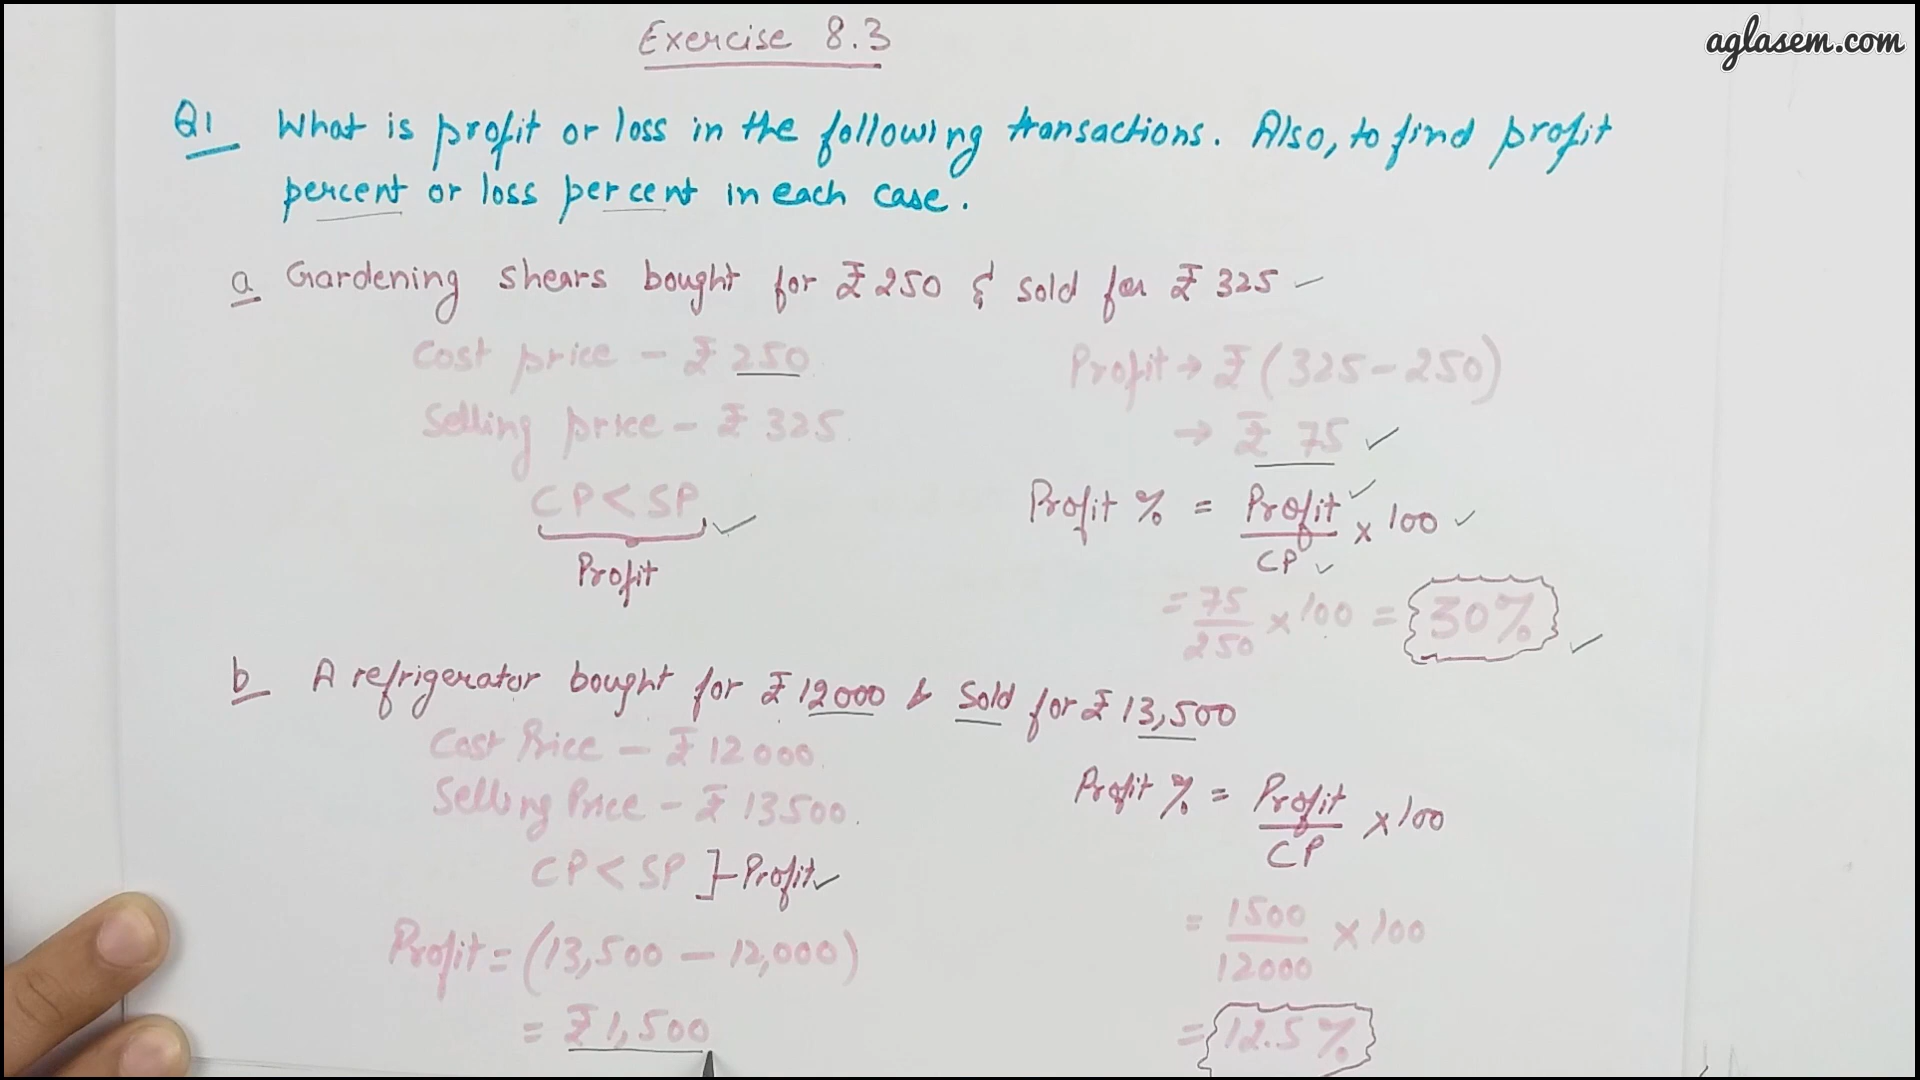 Exercise 8.3
aglasem.com
Q1 What is profit or loss in the following transactions. Also, to find profit
percent or loss percent in each case.
a Gardening shears bought for ₹250 & sold for ₹325
Cost price - ₹250
Selling price - ₹325
CP < SP
Profit
Profit → ₹(325-250)
→ ₹75
Profit % = Profit/CP × 100
= 75/250 × 100 = 30%
b A refrigerator bought for ₹12000 & Sold for ₹13,500
Cost Price - ₹12000
Selling Price - ₹13500
CP < SP ]- Profit
Profit = (13,500 - 12,000)
= ₹1,500
Profit % = Profit/CP × 100
= 1500/12000 × 100
= 12.5%